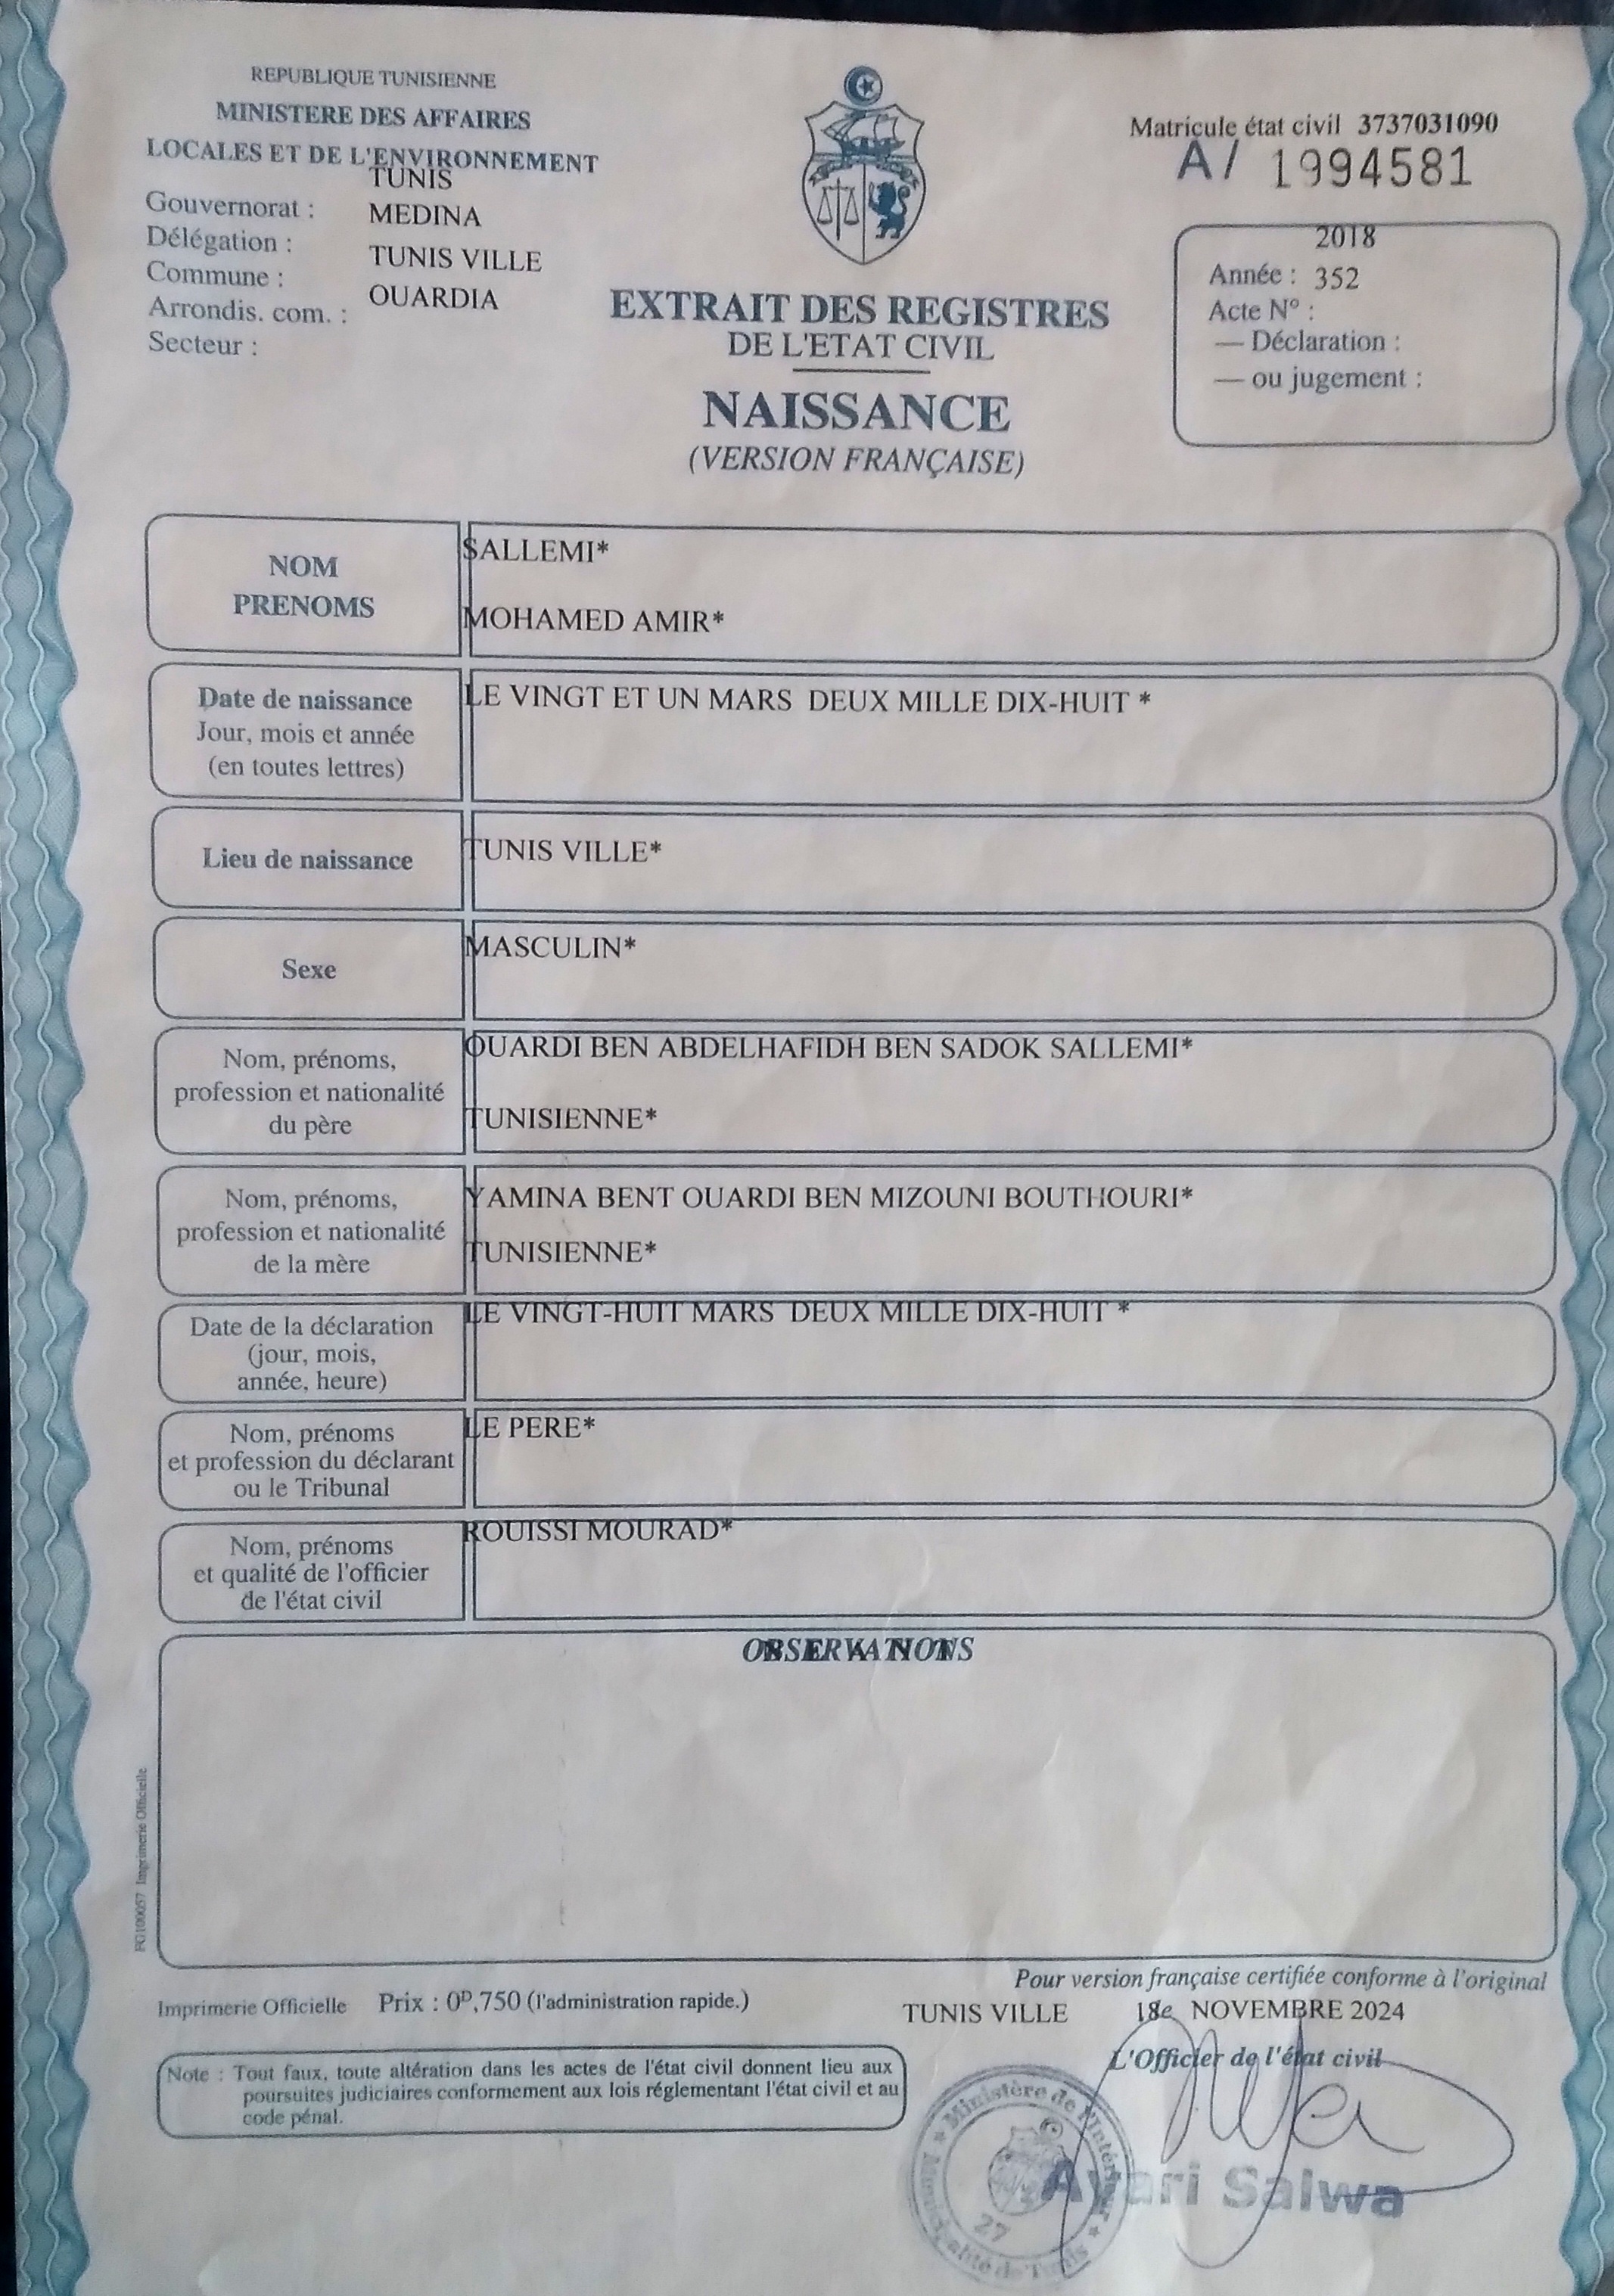 REPUBLIQUE TUNISIENNE
MINISTERE DES AFFAIRES
LOCALES ET DE L'ENVIRONNEMENT
TUNIS
Gouvernorat :
MEDINA
Délégation :
TUNIS VILLE
Commune :
OUARDIA
Arrondis. com. :
Secteur :
Matricule état civil 3737031090
A/ 1994581
2018
Année : 352
Acte N° :
— Déclaration :
— ou jugement :
EXTRAIT DES REGISTRES
DE L'ETAT CIVIL
NAISSANCE
(VERSION FRANÇAISE)
NOM
PRENOMS
SALLEMI*
MOHAMED AMIR*
Date de naissance
Jour, mois et année
(en toutes lettres)
LE VINGT ET UN MARS DEUX MILLE DIX-HUIT *
Lieu de naissance
TUNIS VILLE*
Sexe
MASCULIN*
Nom, prénoms,
profession et nationalité
du père
OUARDI BEN ABDELHAFIDH BEN SADOK SALLEMI*
TUNISIENNE*
Nom, prénoms,
profession et nationalité
de la mère
YAMINA BENT OUARDI BEN MIZOUNI BOUTHOURI*
TUNISIENNE*
Date de la déclaration
(jour, mois,
année, heure)
LE VINGT-HUIT MARS DEUX MILLE DIX-HUIT *
Nom, prénoms
et profession du déclarant
ou le Tribunal
LE PERE*
Nom, prénoms
et qualité de l'officier
de l'état civil
ROUISSI MOURAD*
OBSERVATIONS
FG100057 Imprimerie Officielle
Pour version française certifiée conforme à l'original
Imprimerie Officielle Prix : 0D,750 (l'administration rapide.)
TUNIS VILLE 18e NOVEMBRE 2024
L'Officier de l'état civil
Note : Tout faux, toute altération dans les actes de l'état civil donnent lieu aux
poursuites judiciaires conformement aux lois réglementant l'état civil et au
code pénal.
Ministère de l'Intérieur
27
Municipalité de Tunis
Ayari Salwa